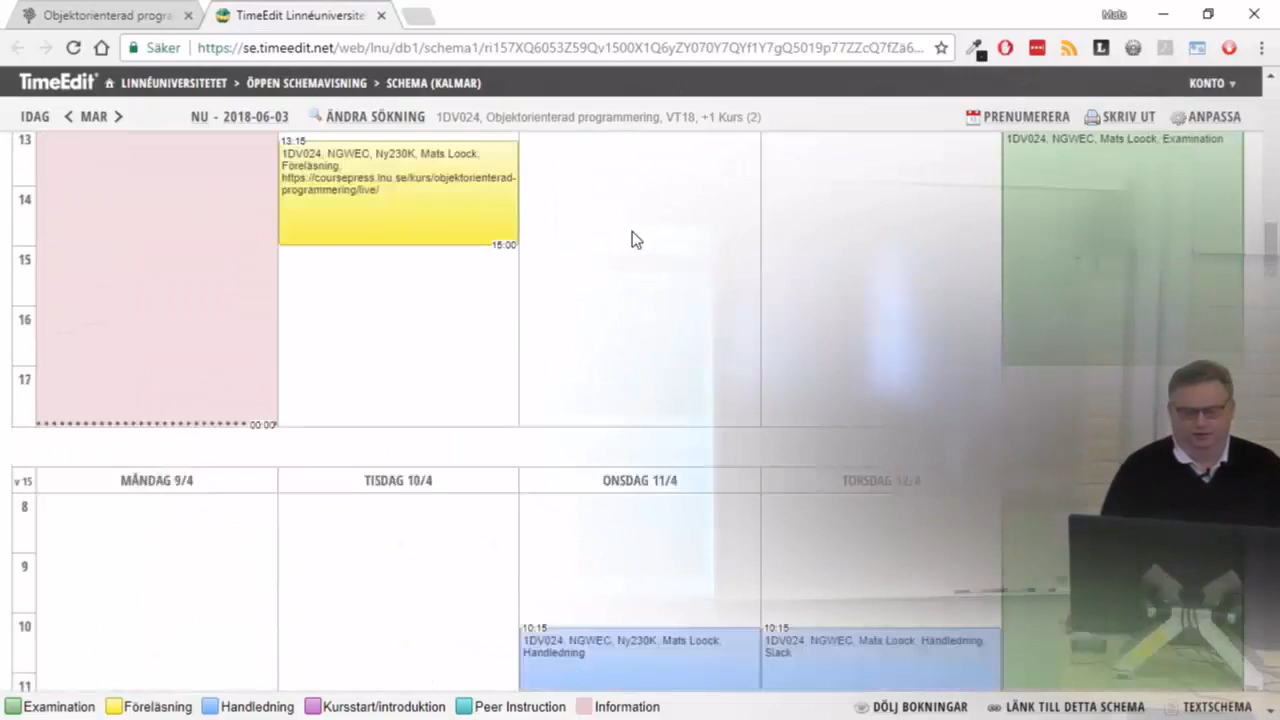 Objektorienterad progra
TimeEdit Linnéuniversite
Mats
Säker
https://se.timeedit.net/web/lnu/db1/schema1/ri157XQ6053Z59Qv1500X1Q6yZY070Y7QYf1Y7gQ5019p77ZZcQ7fZa6...
TimeEdit LINNÉUNIVERSITETET > ÖPPEN SCHEMAVISNING > SCHEMA (KALMAR)
KONTO
IDAG < MAR > NU - 2018-06-03 ÄNDRA SÖKNING 1DV024, Objektorienterad programming, VT18, +1 Kurs (2)
PRENUMERERA SKRIV UT ANPASSA
13
13:15
1DV024, NGWEC, Ny230K, Mats Loock,
Föreläsning,
https://coursepress.lnu.se/kurs/objektorienterad-
programmering/live/
15:00
1DV024, NGWEC, Mats Loock, Examination
14
15
16
17
00:00
v 15 MÅNDAG 9/4 TISDAG 10/4 ONSDAG 11/4 TORSDAG 12/4
8
9
10
10:15
1DV024, NGWEC, Ny230K, Mats Loock,
Handledning
10:15
1DV024, NGWEC, Mats Loock, Handledning,
Slack
11
Examination Föreläsning Handledning Kursstart/introduktion Peer Instruction Information
DÖLJ BOKNINGAR LÄNK TILL DETTA SCHEMA TEXTSCHEMA